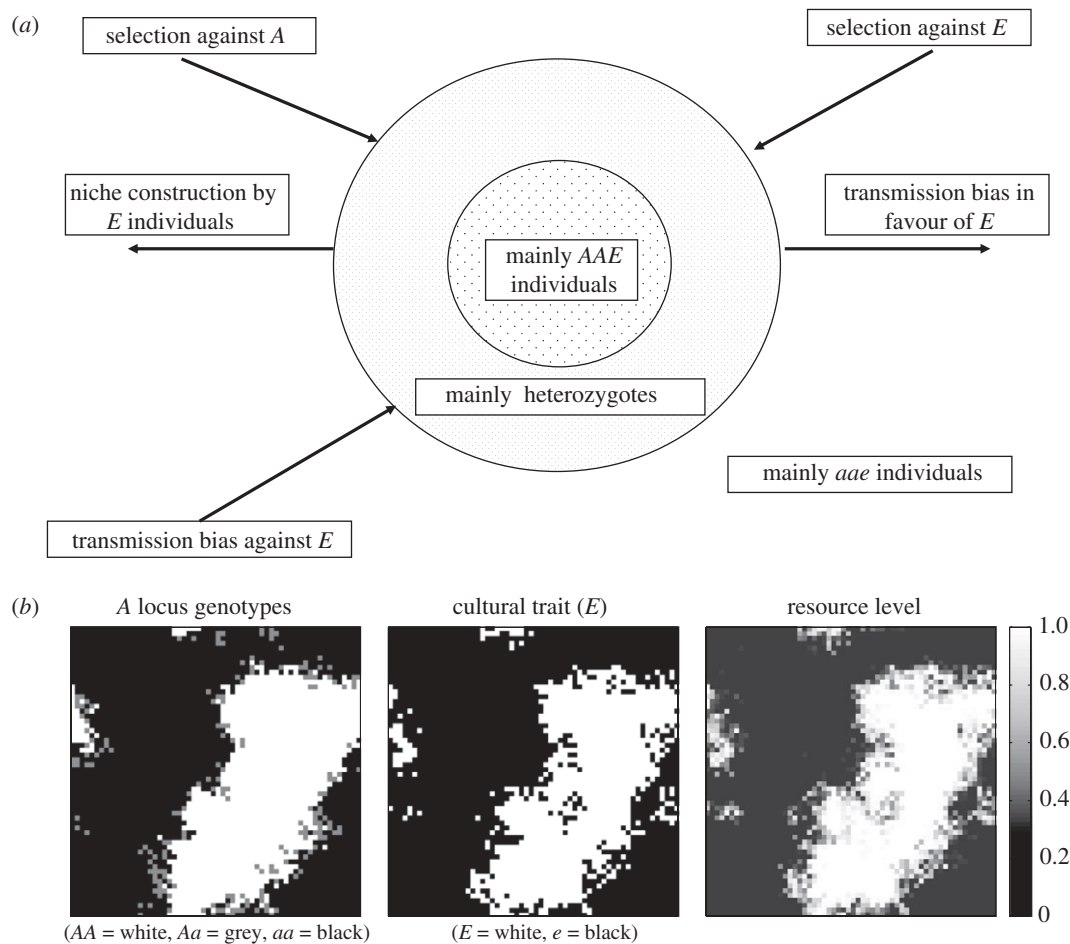 (a)
selection against A
selection against E
niche construction by
E individuals
transmission bias in
favour of E
mainly AAE
individuals
mainly heterozygotes
mainly aae individuals
transmission bias against E
(b)
A locus genotypes
cultural trait (E)
resource level
1.0
0.8
0.6
0.4
0.2
0
(AA = white, Aa = grey, aa = black)
(E = white, e = black)